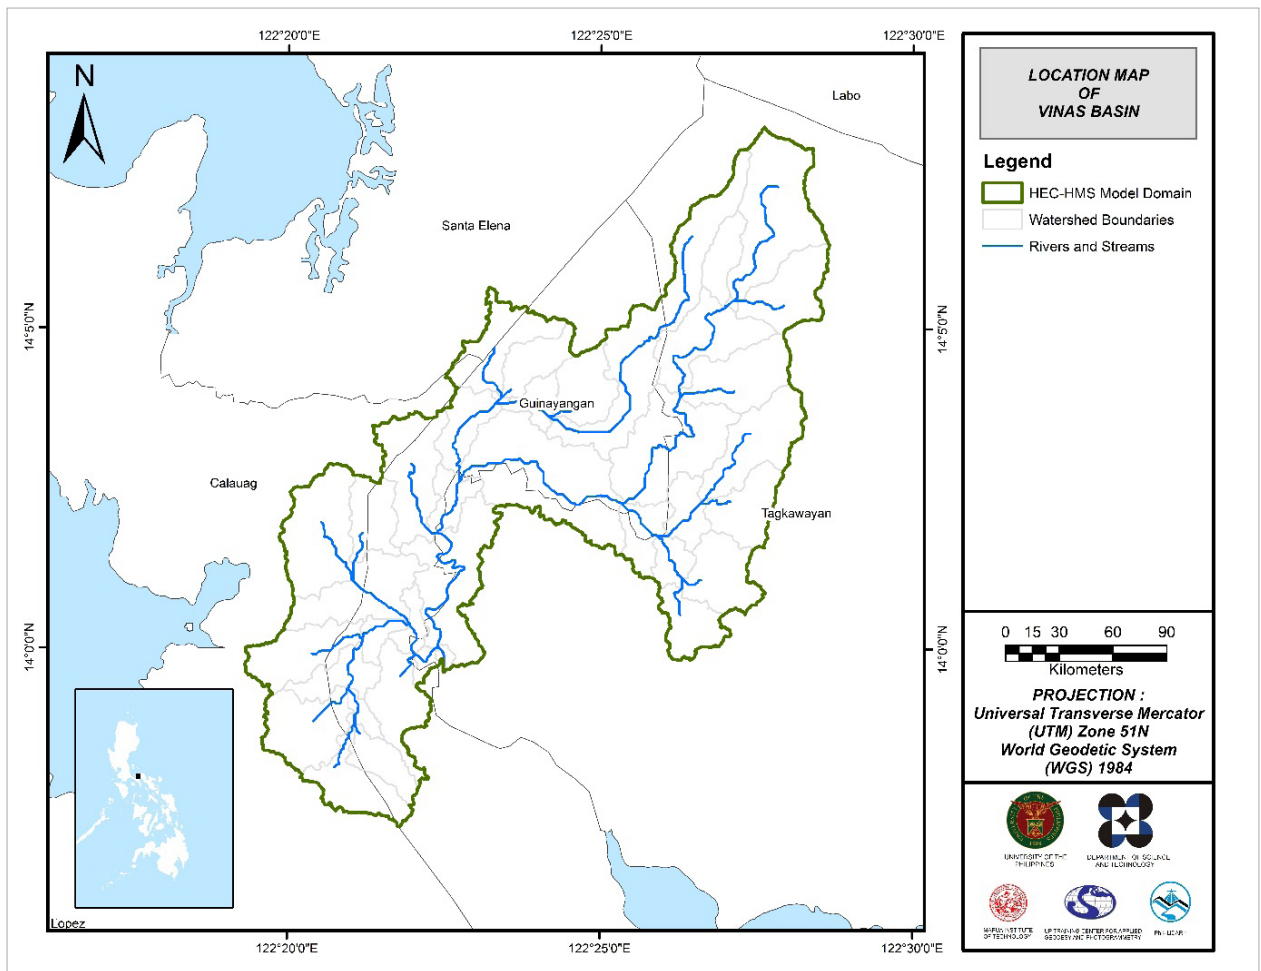 122°20'0"E
122°25'0"E
122°30'0"E
N
Labo
Santa Elena
14°5'0"N
14°5'0"N
Guinayangan
Calauag
Tagkawayan
14°0'0"N
14°0'0"N
Lopez
122°20'0"E
122°25'0"E
122°30'0"E
LOCATION MAP
OF
VINAS BASIN
Legend
HEC-HMS Model Domain
Watershed Boundaries
Rivers and Streams
0 15 30 60 90
Kilometers
PROJECTION :
Universal Transverse Mercator
(UTM) Zone 51N
World Geodetic System
(WGS) 1984
UNIVERSITY OF THE
PHILIPPINES
DEPARTMENT OF SCIENCE
AND TECHNOLOGY
MAPUA INSTITUTE
OF TECHNOLOGY
UP TRAINING CENTER FOR APPLIED
GEODESY AND PHOTOGRAMMETRY